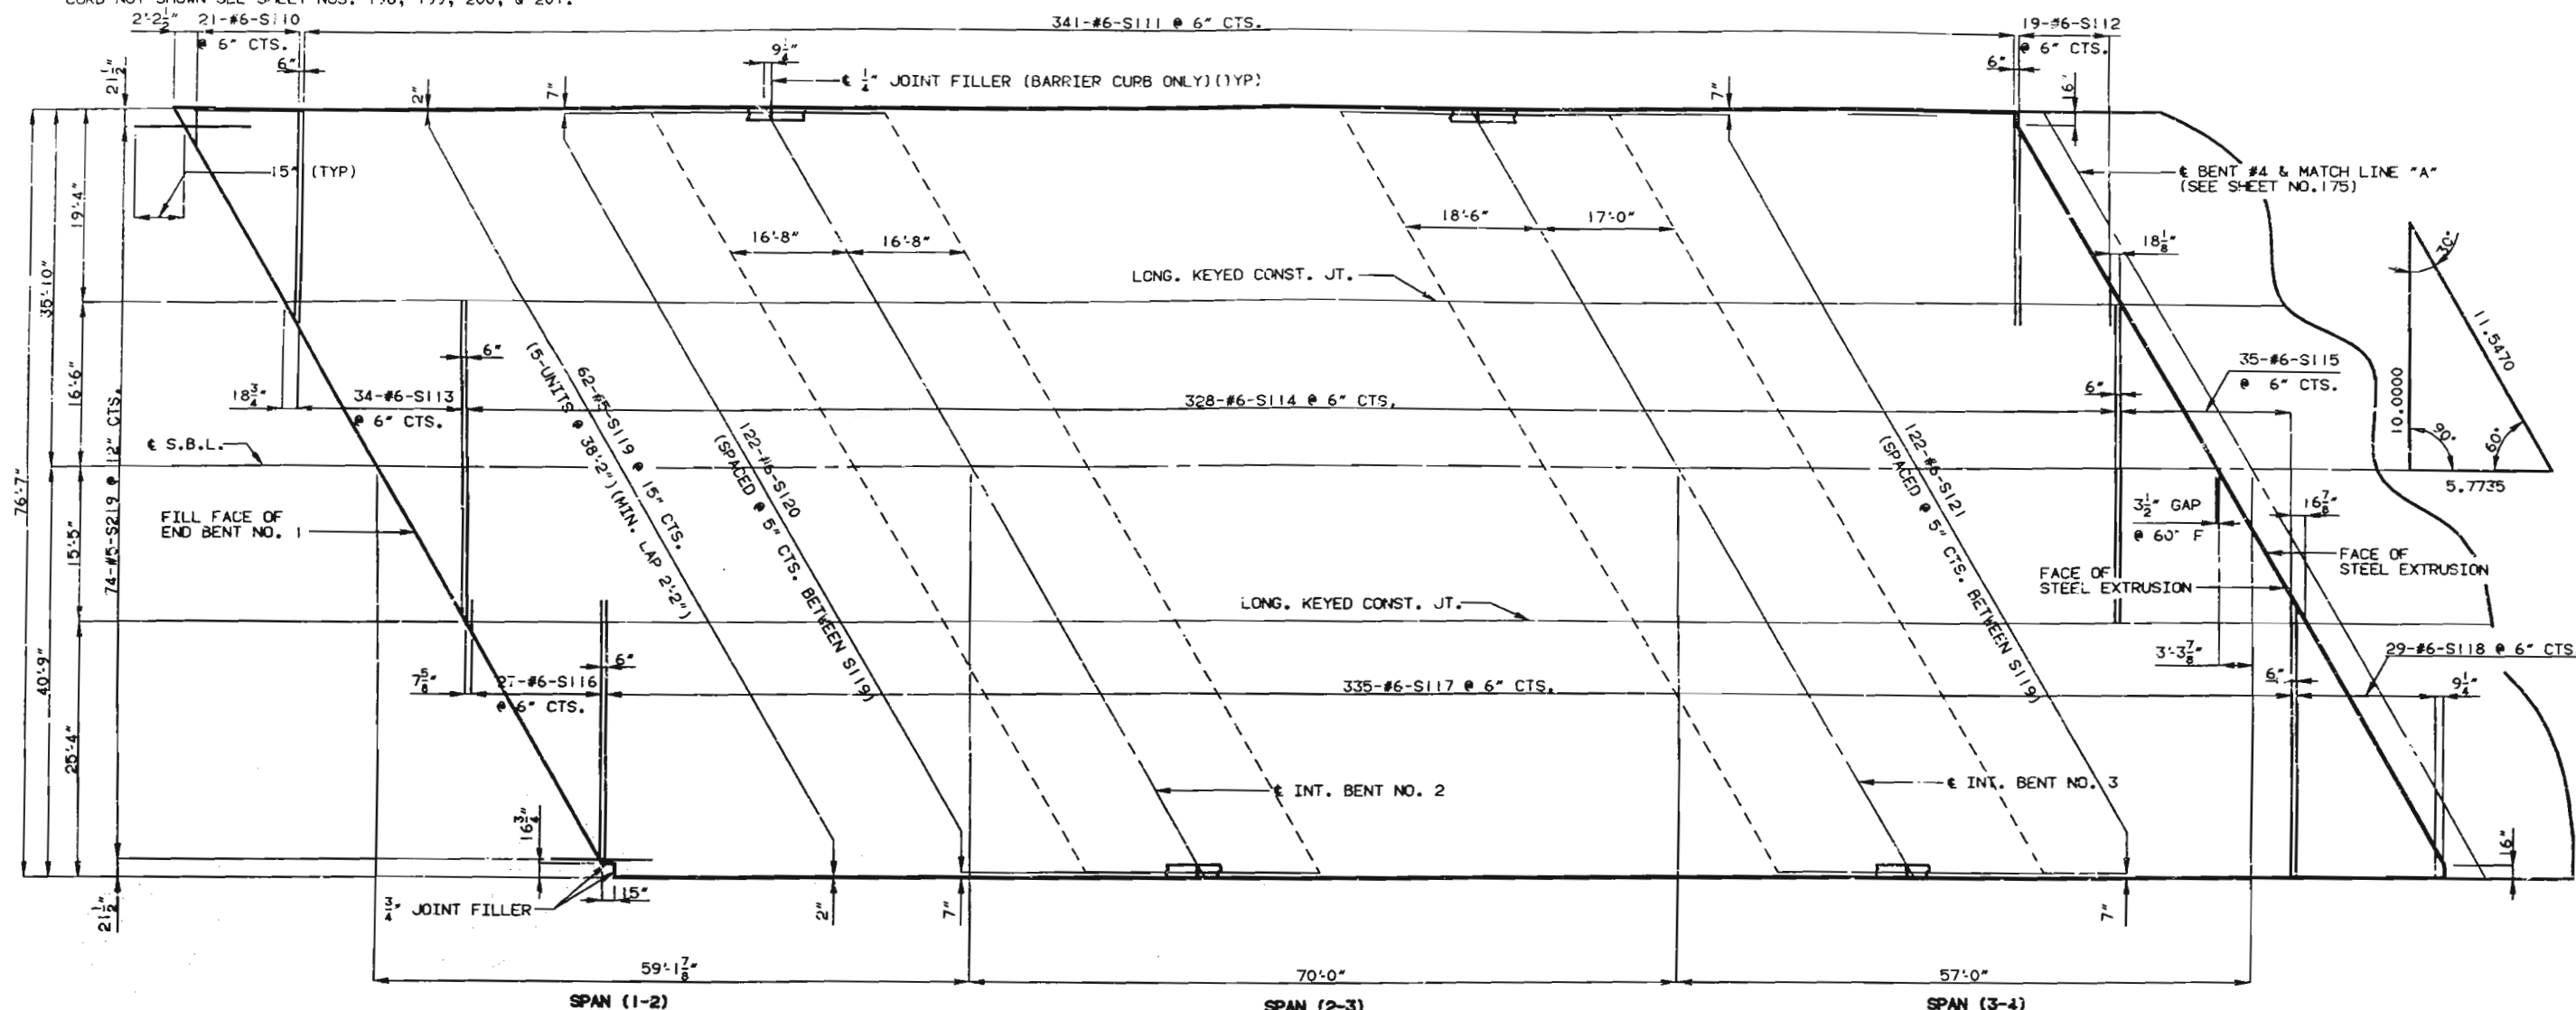 CURB NOT SHOWN SEE SHEET NOS. 198, 199, 200, & 201.
2'-2½" 21-#6-S110
@ 6" CTS.
341-#6-S111 @ 6" CTS.
19-#6-S112
@ 6" CTS.
6"
9¼"
℄ ¼" JOINT FILLER (BARRIER CURB ONLY)(TYP)
6"
21½"
2"
7"
7"
16"
15" (TYP)
℄ BENT #4 & MATCH LINE "A"
(SEE SHEET NO.175)
19'-4"
35'-10"
76'-7"
16'-8"
16'-8"
18'-6"
17'-0"
18⅛"
30°
LONG. KEYED CONST. JT.
11.5470
10.0000
90°
60°
5.7735
16'-6"
6"
18¾"
34-#6-S113
@ 6" CTS.
328-#6-S114 @ 6" CTS.
6"
35-#6-S115
@ 6" CTS.
74-#5-S219 @ 12" CTS.
62-#5-S119 @ 15" CTS.
(5-UNITS @ 38'-2")(MIN. LAP 2'-2")
122-#6-S120
(SPACED @ 5" CTS. BETWEEN S119)
122-#6-S121
(SPACED @ 5" CTS. BETWEEN S119)
℄ S.B.L.
FILL FACE OF
END BENT NO. 1
15'-5"
3½" GAP
@ 60° F
16⅞"
FACE OF
STEEL EXTRUSION
FACE OF
STEEL EXTRUSION
LONG. KEYED CONST. JT.
40'-9"
25'-4"
7⅝"
27-#6-S116
@ 6" CTS.
6"
335-#6-S117 @ 6" CTS.
3'-3⅞"
6"
29-#6-S118 @ 6" CTS
9¼"
℄ INT. BENT NO. 2
℄ INT. BENT NO. 3
16¾"
16"
21½"
¾" JOINT FILLER
15"
2"
7"
7"
59'-1⅞"
70'-0"
57'-0"
SPAN (1-2)
SPAN (2-3)
SPAN (3-4)